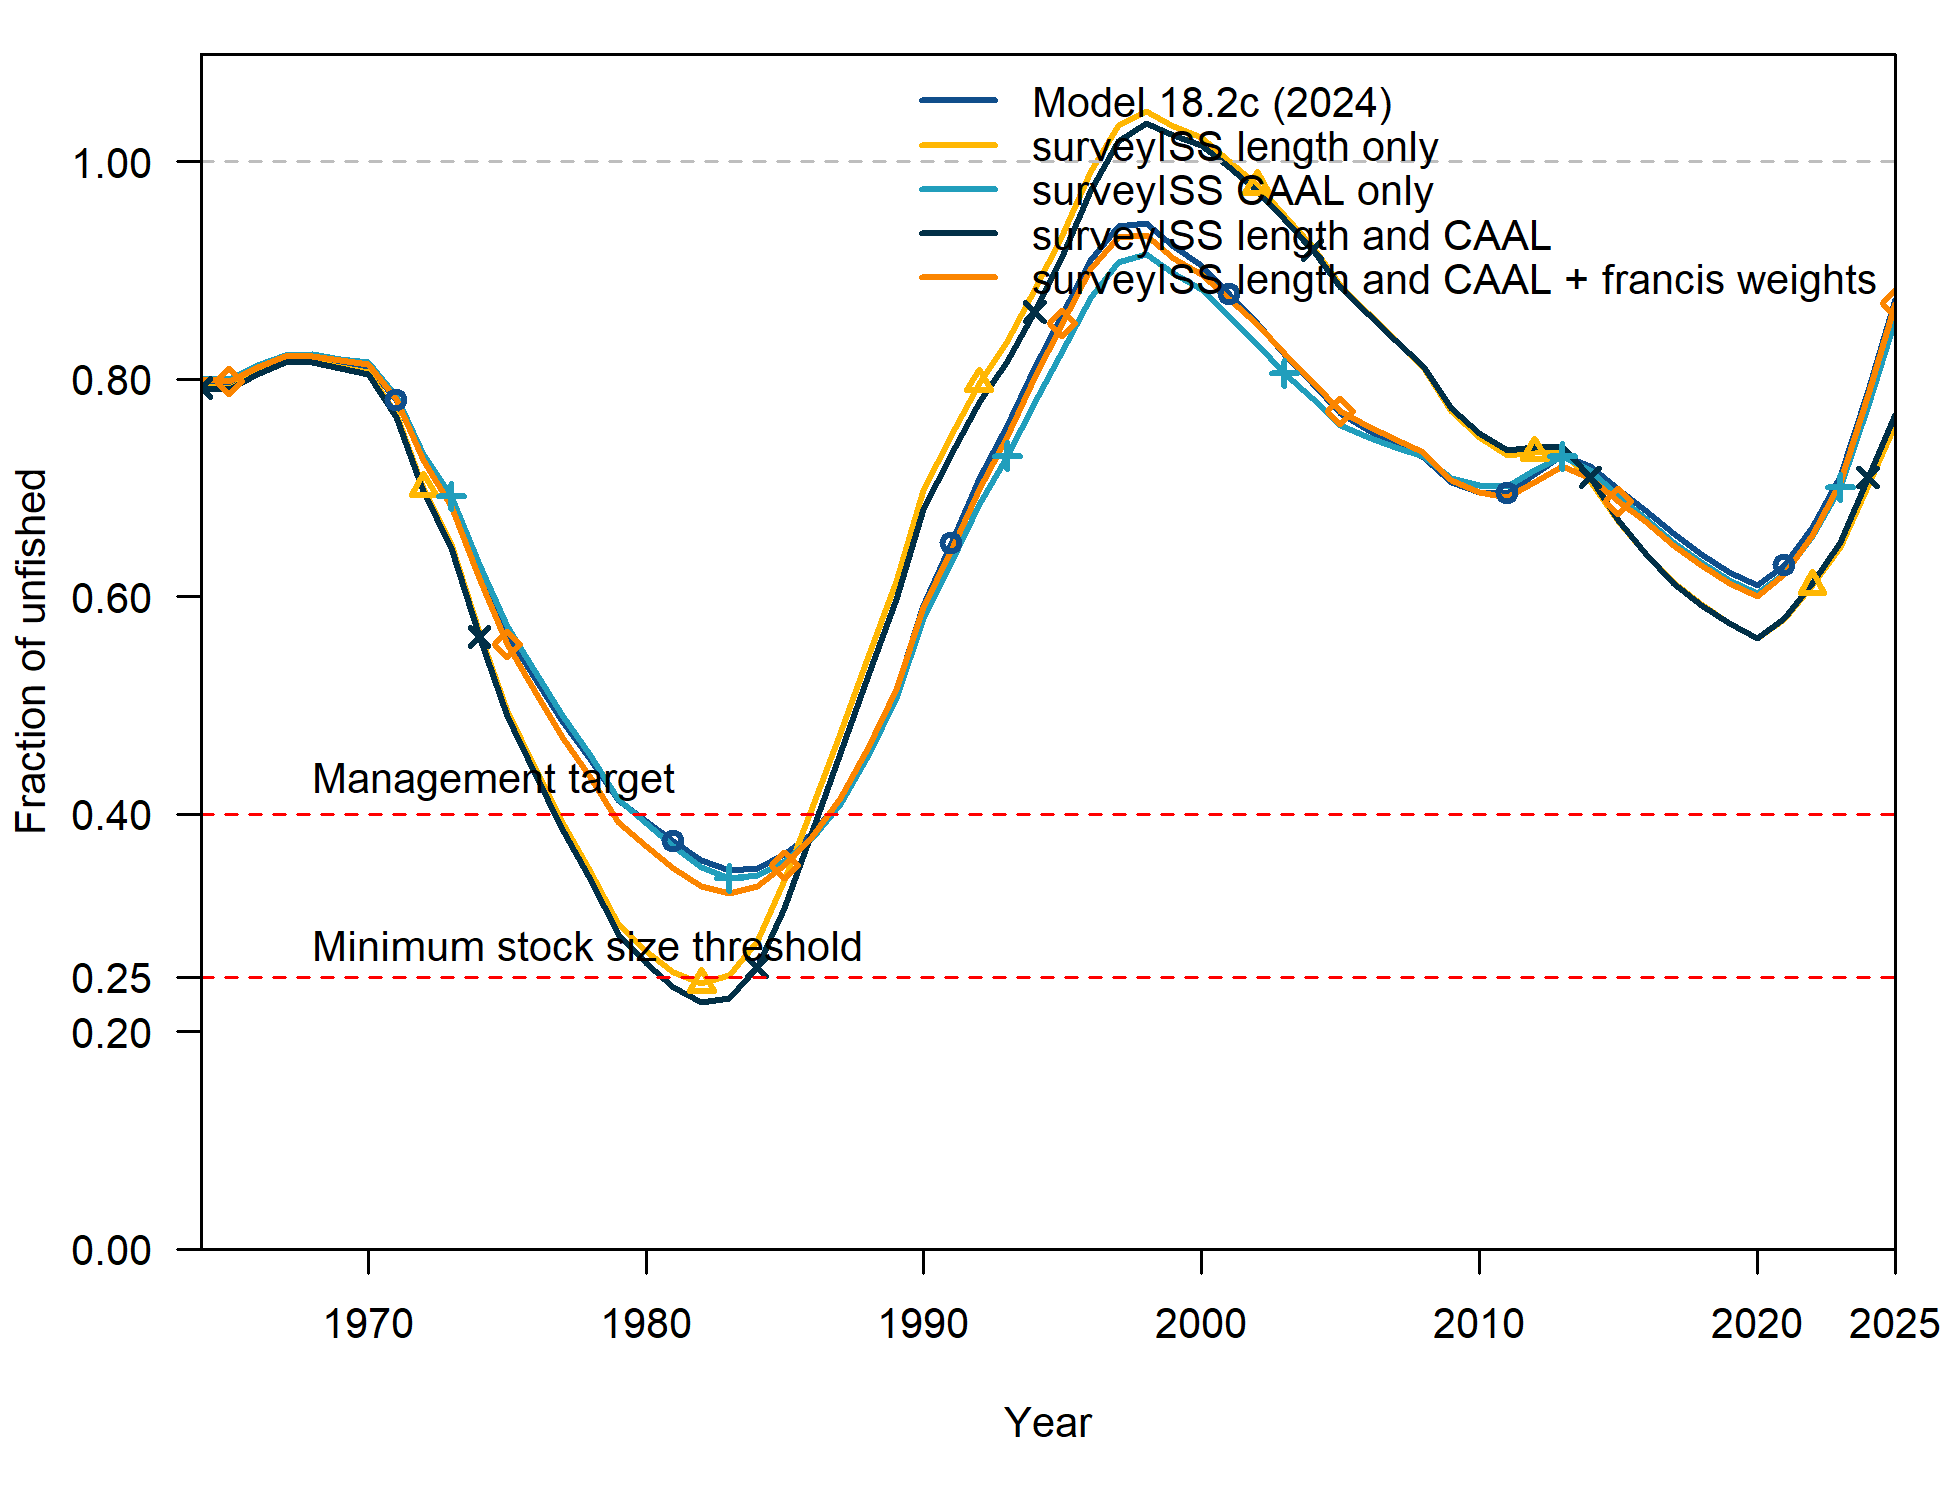 Model 18.2c (2024)
surveyISS length only
surveyISS CAAL only
surveyISS length and CAAL
surveyISS length and CAAL + francis weights
1.00
0.80
0.60
0.40
0.25
0.20
0.00
Fraction of unfished
Management target
Minimum stock size threshold
1970 1980 1990 2000 2010 2020 2025
Year